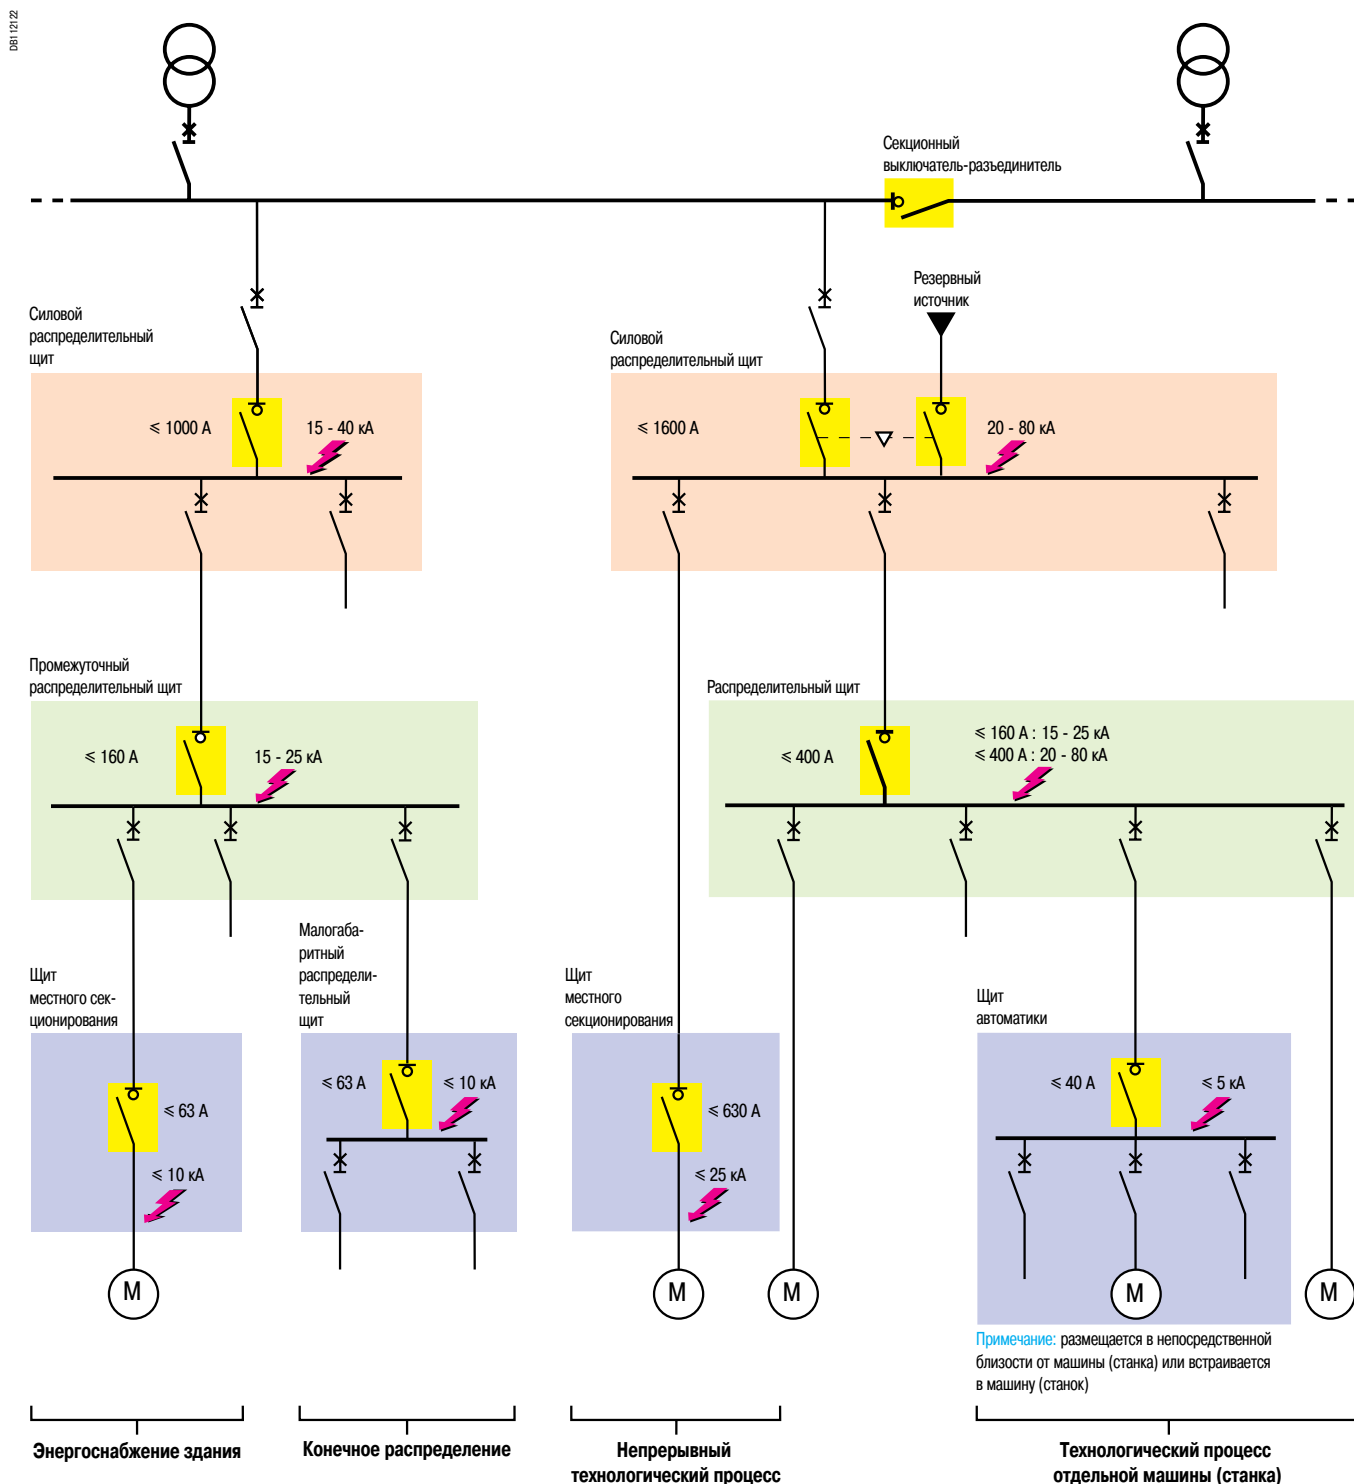 DB112122
Секционный
выключатель-разъединитель
Резервный
источник
Силовой
распределительный
щит
Силовой
распределительный щит
≤ 1000 А
15 - 40 кА
≤ 1600 А
20 - 80 кА
Промежуточный
распределительный щит
Распределительный щит
≤ 160 А
15 - 25 кА
≤ 400 А
≤ 160 А : 15 - 25 кА
≤ 400 А : 20 - 80 кА
Щит
местного сек-
ционирования
Малогаба-
ритный
распредели-
тельный
щит
Щит
местного
секционирования
Щит
автоматики
≤ 63 А
≤ 10 кА
≤ 63 А
≤ 10 кА
≤ 630 А
≤ 25 кА
≤ 40 А
≤ 5 кА
M
M
M
M
M
Примечание: размещается в непосредственной
близости от машины (станка) или встраивается
в машину (станок)
Энергоснабжение здания
Конечное распределение
Непрерывный
технологический процесс
Технологический процесс
отдельной машины (станка)